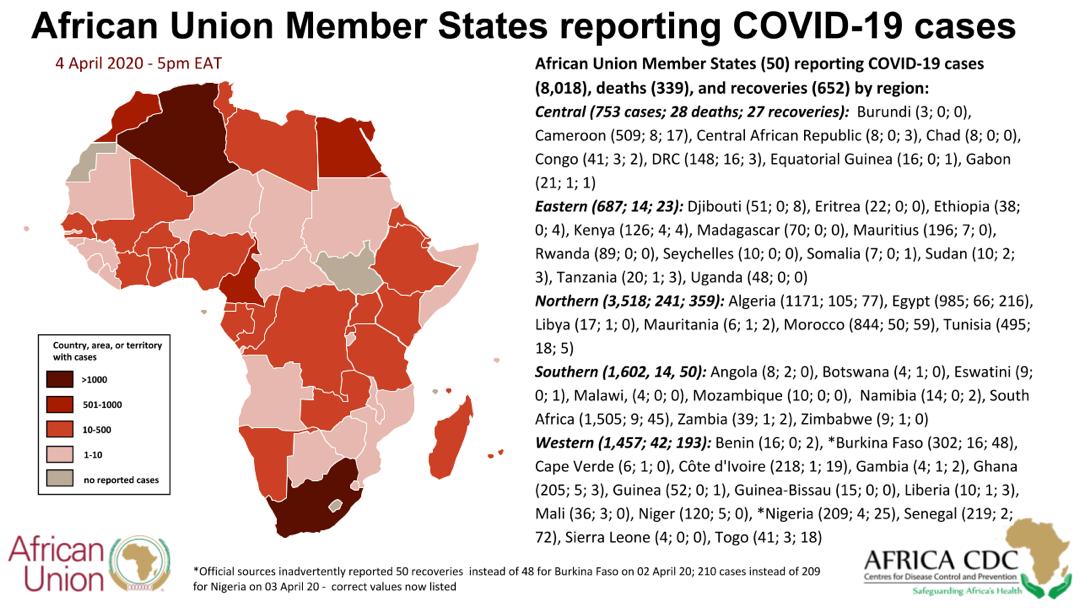 African Union Member States reporting COVID-19 cases
4 April 2020 - 5pm EAT
African Union Member States (50) reporting COVID-19 cases
(8,018), deaths (339), and recoveries (652) by region:
Central (753 cases; 28 deaths; 27 recoveries): Burundi (3; 0; 0),
Cameroon (509; 8; 17), Central African Republic (8; 0; 3), Chad (8; 0; 0),
Congo (41; 3; 2), DRC (148; 16; 3), Equatorial Guinea (16; 0; 1), Gabon
(21; 1; 1)
Eastern (687; 14; 23): Djibouti (51; 0; 8), Eritrea (22; 0; 0), Ethiopia (38;
0; 4), Kenya (126; 4; 4), Madagascar (70; 0; 0), Mauritius (196; 7; 0),
Rwanda (89; 0; 0), Seychelles (10; 0; 0), Somalia (7; 0; 1), Sudan (10; 2;
3), Tanzania (20; 1; 3), Uganda (48; 0; 0)
Northern (3,518; 241; 359): Algeria (1171; 105; 77), Egypt (985; 66; 216),
Libya (17; 1; 0), Mauritania (6; 1; 2), Morocco (844; 50; 59), Tunisia (495;
18; 5)
Southern (1,602, 14, 50): Angola (8; 2; 0), Botswana (4; 1; 0), Eswatini (9;
0; 1), Malawi, (4; 0; 0), Mozambique (10; 0; 0), Namibia (14; 0; 2), South
Africa (1,505; 9; 45), Zambia (39; 1; 2), Zimbabwe (9; 1; 0)
Western (1,457; 42; 193): Benin (16; 0; 2), *Burkina Faso (302; 16; 48),
Cape Verde (6; 1; 0), Côte d'Ivoire (218; 1; 19), Gambia (4; 1; 2), Ghana
(205; 5; 3), Guinea (52; 0; 1), Guinea-Bissau (15; 0; 0), Liberia (10; 1; 3),
Mali (36; 3; 0), Niger (120; 5; 0), *Nigeria (209; 4; 25), Senegal (219; 2;
72), Sierra Leone (4; 0; 0), Togo (41; 3; 18)
Country, area, or territory
with cases
>1000
501-1000
10-500
1-10
no reported cases
African
Union
*Official sources inadvertently reported 50 recoveries instead of 48 for Burkina Faso on 02 April 20; 210 cases instead of 209
for Nigeria on 03 April 20 - correct values now listed
AFRICA CDC
Centres for Disease Control and Prevention
Safeguarding Africa's Health